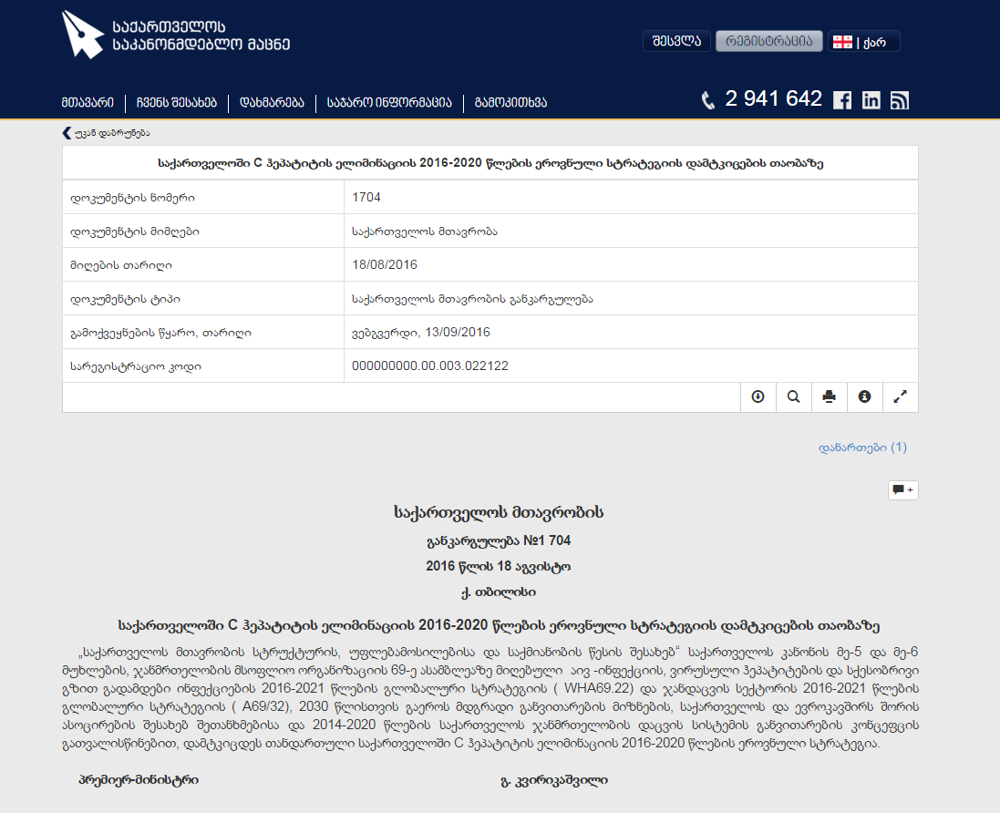 საქართველოს
საკანონმდებლო მაცნე
შესვლა
რეგისტრაცია
| ქარ
მთავარი
ჩვენს შესახებ
დახმარება
საჯარო ინფორმაცია
გამოკითხვა
2 941 642
უკან დაბრუნება
საქართველოში C ჰეპატიტის ელიმინაციის 2016-2020 წლების ეროვნული სტრატეგიის დამტკიცების თაობაზე
დოკუმენტის ნომერი 1704
დოკუმენტის მიმღები საქართველოს მთავრობა
მიღების თარიღი 18/08/2016
დოკუმენტის ტიპი საქართველოს მთავრობის განკარგულება
გამოქვეყნების წყარო, თარიღი ვებგვერდი, 13/09/2016
სარეგისტრაციო კოდი 000000000.00.003.022122
დანართები (1)
+
საქართველოს მთავრობის
განკარგულება №1 704
2016 წლის 18 აგვისტო
ქ. თბილისი
საქართველოში C ჰეპატიტის ელიმინაციის 2016-2020 წლების ეროვნული სტრატეგიის დამტკიცების თაობაზე
„საქართველოს მთავრობის სტრუქტურის, უფლებამოსილებისა და საქმიანობის წესის შესახებ“ საქართველოს კანონის მე-5 და მე-6
მუხლების, ჯანმრთელობის მსოფლიო ორგანიზაციის 69-ე ასამბლეაზე მიღებული აივ -ინფექციის, ვირუსული ჰეპატიტების და სქესობრივი
გზით გადამდები ინფექციების 2016-2021 წლების გლობალური სტრატეგიის ( WHA69.22) და ჯანდაცვის სექტორის 2016-2021 წლების
გლობალური სტრატეგიის ( A69/32), 2030 წლისთვის გაეროს მდგრადი განვითარების მიზნების, საქართველოს და ევროკავშირს შორის
ასოცირების შესახებ შეთანხმებისა და 2014-2020 წლების საქართველოს ჯანმრთელობის დაცვის სისტემის განვითარების კონცეფცის
გათვალისწინებით, დამტკიცდეს თანდართული საქართველოში C ჰეპატიტის ელიმინაციის 2016-2020 წლების ეროვნული სტრატეგია.
პრემიერ-მინისტრი გ. კვირიკაშვილი